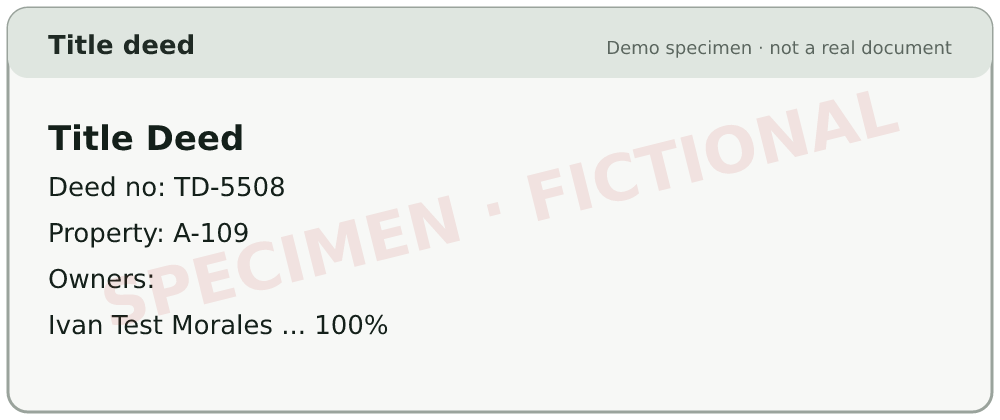 Title deed
Demo specimen · not a real document
Title Deed
Deed no: TD-5508
Property: A-109
Owners:
Ivan Test Morales ... 100%
SPECIMEN · FICTIONAL